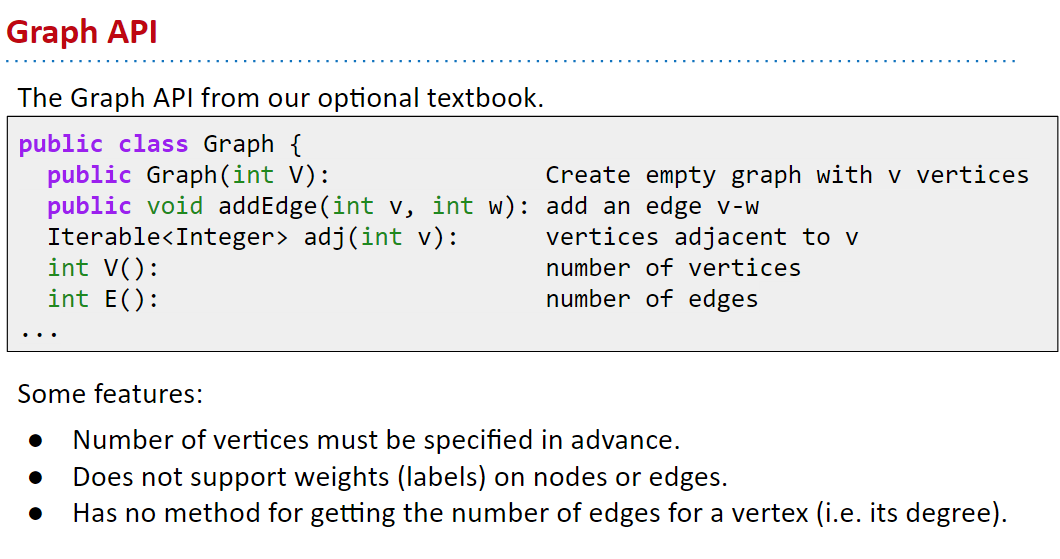 Graph API
The Graph API from our optional textbook.
public class Graph {
public Graph(int V): Create empty graph with v vertices
public void addEdge(int v, int w): add an edge v-w
Iterable<Integer> adj(int v): vertices adjacent to v
int V(): number of vertices
int E(): number of edges
...
Some features:
● Number of vertices must be specified in advance.
● Does not support weights (labels) on nodes or edges.
● Has no method for getting the number of edges for a vertex (i.e. its degree).